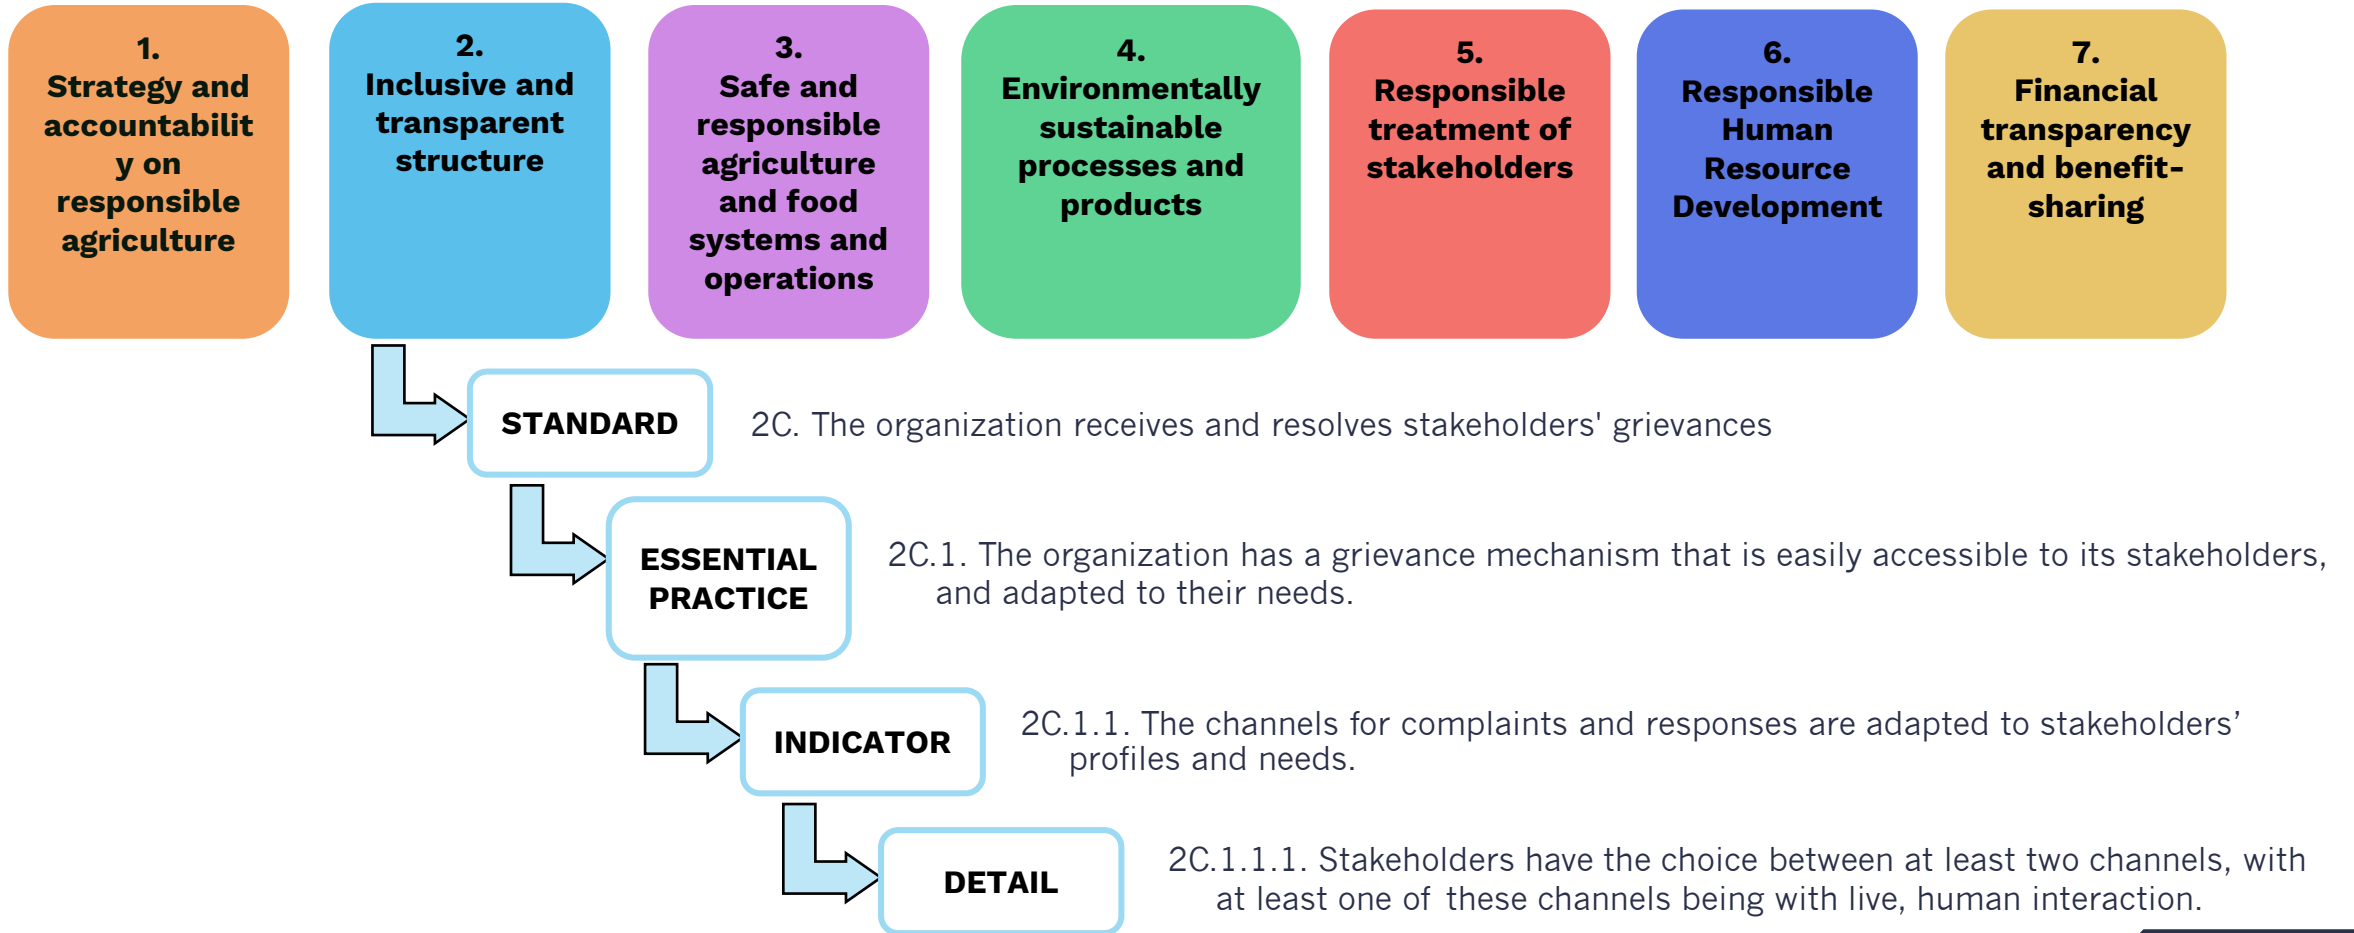 1.
Strategy and
accountabilit
y on
responsible
agriculture
2.
Inclusive and
transparent
structure
3.
Safe and
responsible
agriculture
and food
systems and
operations
4.
Environmentally
sustainable
processes and
products
5.
Responsible
treatment of
stakeholders
6.
Responsible
Human
Resource
Development
7.
Financial
transparency
and benefit-
sharing
STANDARD
2C. The organization receives and resolves stakeholders' grievances
ESSENTIAL
PRACTICE
2C.1. The organization has a grievance mechanism that is easily accessible to its stakeholders,
and adapted to their needs.
INDICATOR
2C.1.1. The channels for complaints and responses are adapted to stakeholders’
profiles and needs.
DETAIL
2C.1.1.1. Stakeholders have the choice between at least two channels, with
at least one of these channels being with live, human interaction.